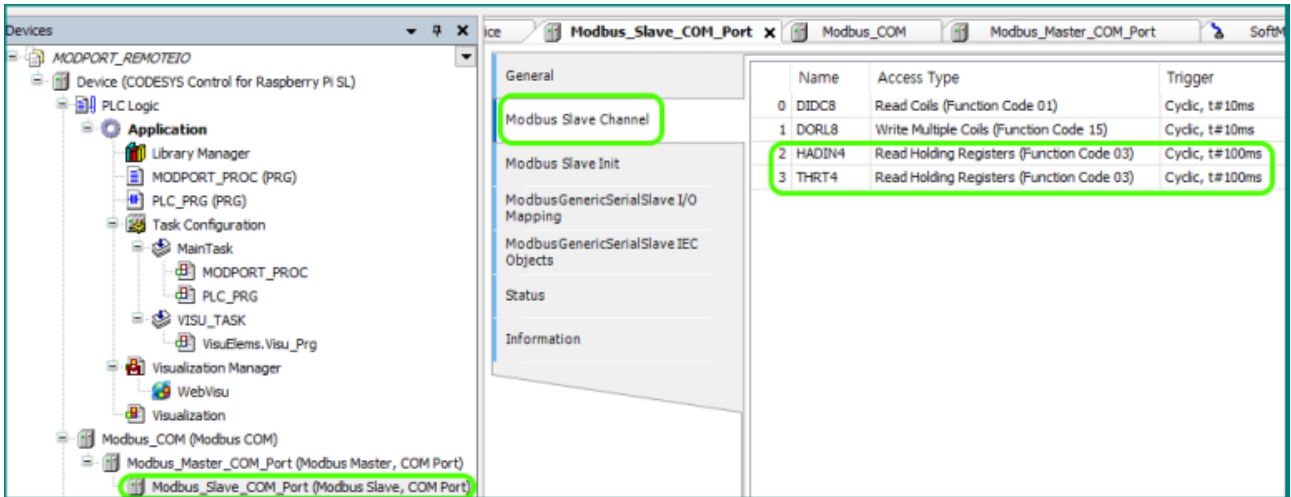 Devices
MODPORT_REMOTEIO
Device (CODESYS Control for Raspberry Pi SL)
PLC Logic
Application
Library Manager
MODPORT_PROC (PRG)
PLC_PRG (PRG)
Task Configuration
MainTask
MODPORT_PROC
PLC_PRG
VISU_TASK
VisuElems.Visu_Prg
Visualization Manager
WebVisu
Visualization
Modbus_COM (Modbus COM)
Modbus_Master_COM_Port (Modbus Master, COM Port)
Modbus_Slave_COM_Port (Modbus Slave, COM Port)
ice Modbus_Slave_COM_Port Modbus_COM Modbus_Master_COM_Port SoftM
General
Modbus Slave Channel
Modbus Slave Init
ModbusGenericSerialSlave I/O
Mapping
ModbusGenericSerialSlave IEC
Objects
Status
Information
Name Access Type Trigger
0 DIDC8 Read Coils (Function Code 01) Cyclic, t#10ms
1 DORL8 Write Multiple Coils (Function Code 15) Cyclic, t#10ms
2 HADIN4 Read Holding Registers (Function Code 03) Cyclic, t#100ms
3 THRT4 Read Holding Registers (Function Code 03) Cyclic, t#100ms